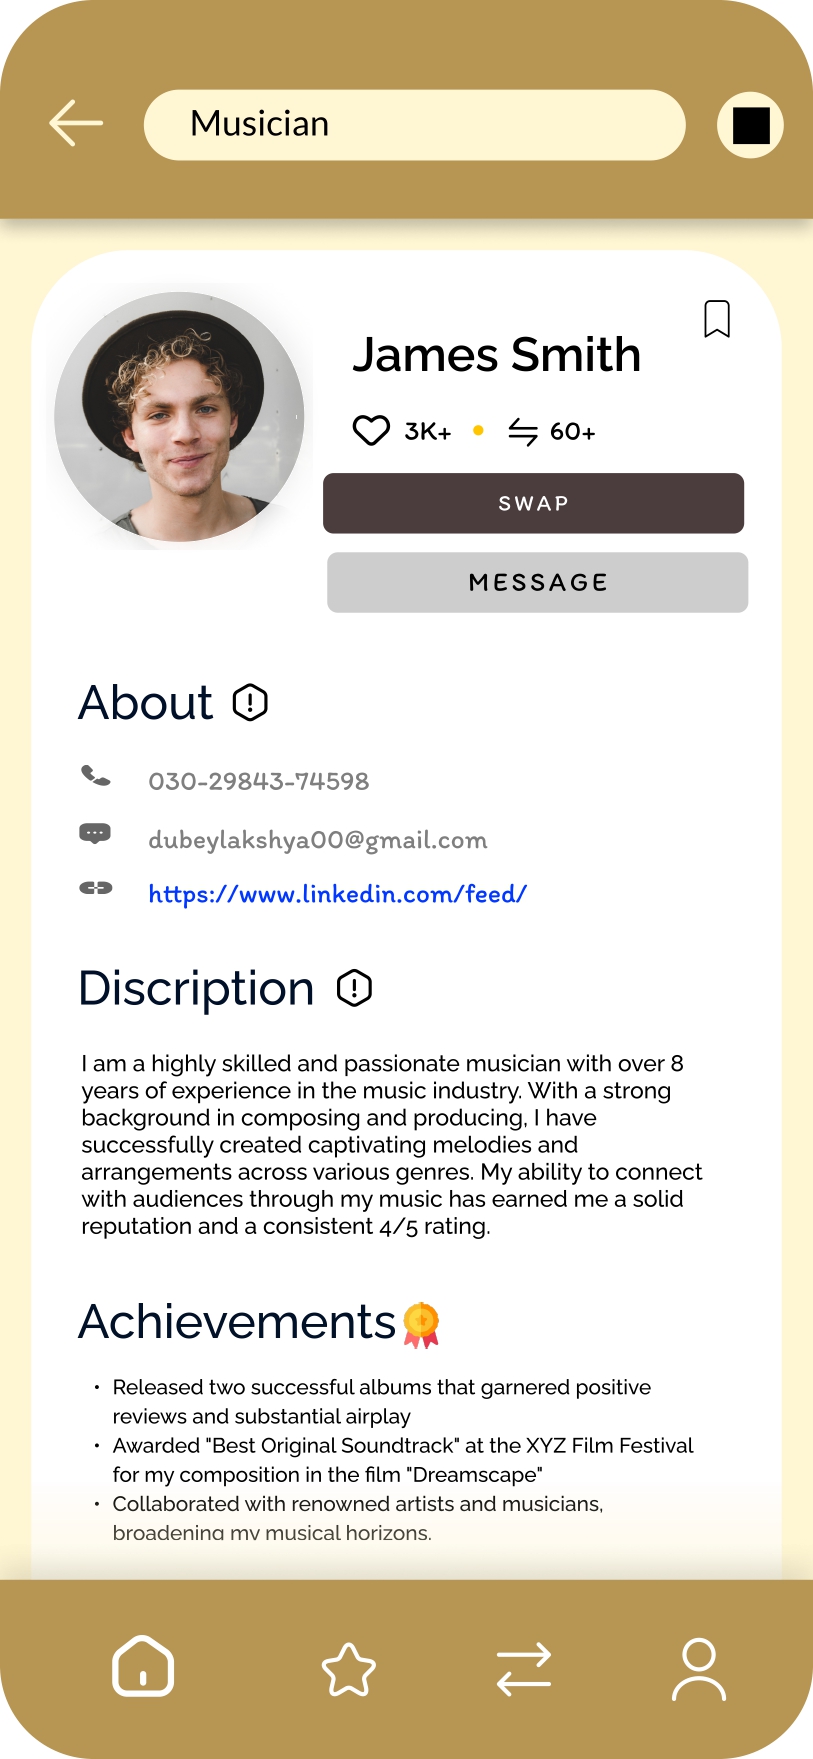 Musician
James Smith
3K+ 60+
SWAP
MESSAGE
About
030-29843-74598
dubeylakshya00@gmail.com
https://www.linkedin.com/feed/
Discription
I am a highly skilled and passionate musician with over 8
years of experience in the music industry. With a strong
background in composing and producing, I have
successfully created captivating melodies and
arrangements across various genres. My ability to connect
with audiences through my music has earned me a solid
reputation and a consistent 4/5 rating.
Achievements
• Released two successful albums that garnered positive
reviews and substantial airplay
• Awarded "Best Original Soundtrack" at the XYZ Film Festival
for my composition in the film "Dreamscape"
• Collaborated with renowned artists and musicians,
broadening my musical horizons.